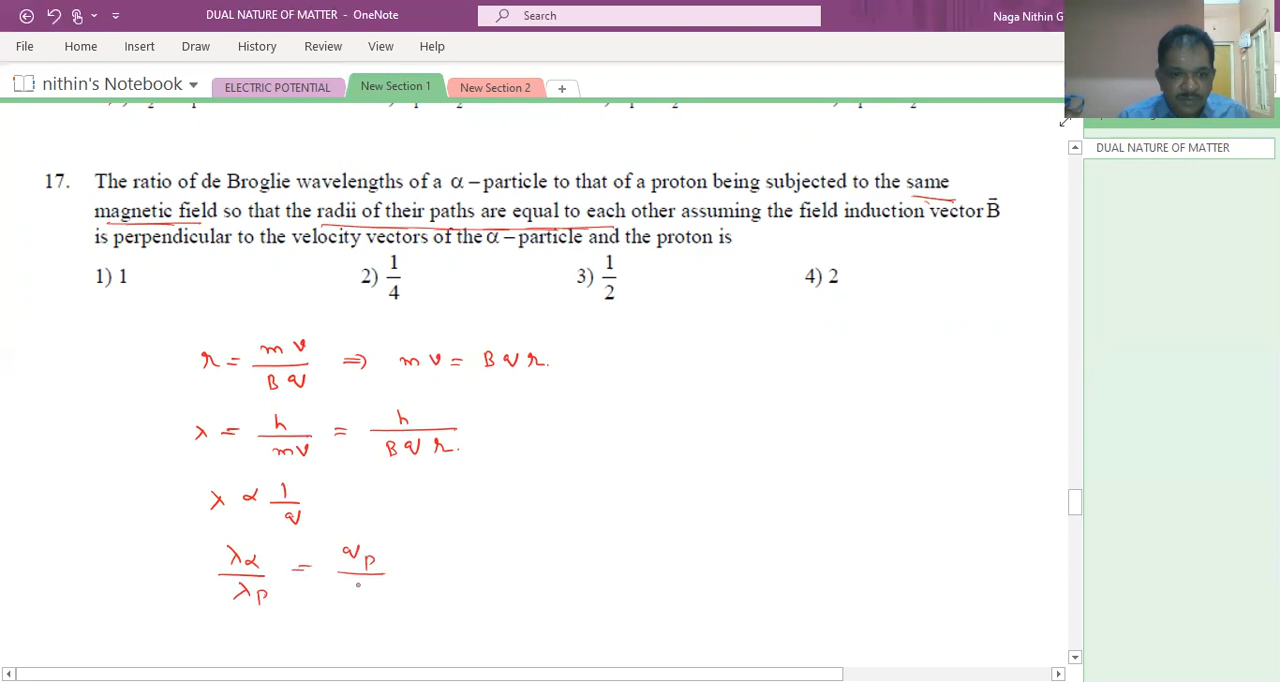 DUAL NATURE OF MATTER - OneNote
Search
Naga Nithin G
File Home Insert Draw History Review View Help
nithin's Notebook ELECTRIC POTENTIAL New Section 1 New Section 2
DUAL NATURE OF MATTER
17. The ratio of de Broglie wavelengths of a α – particle to that of a proton being subjected to the same
magnetic field so that the radii of their paths are equal to each other assuming the field induction vector B̄
is perpendicular to the velocity vectors of the α – particle and the proton is
1) 1 2) 1/4 3) 1/2 4) 2
r = mv/Bq ⇒ mv = Bqr.
λ = h/mv = h/Bqr.
λ α 1/q
λα/λp = qp/